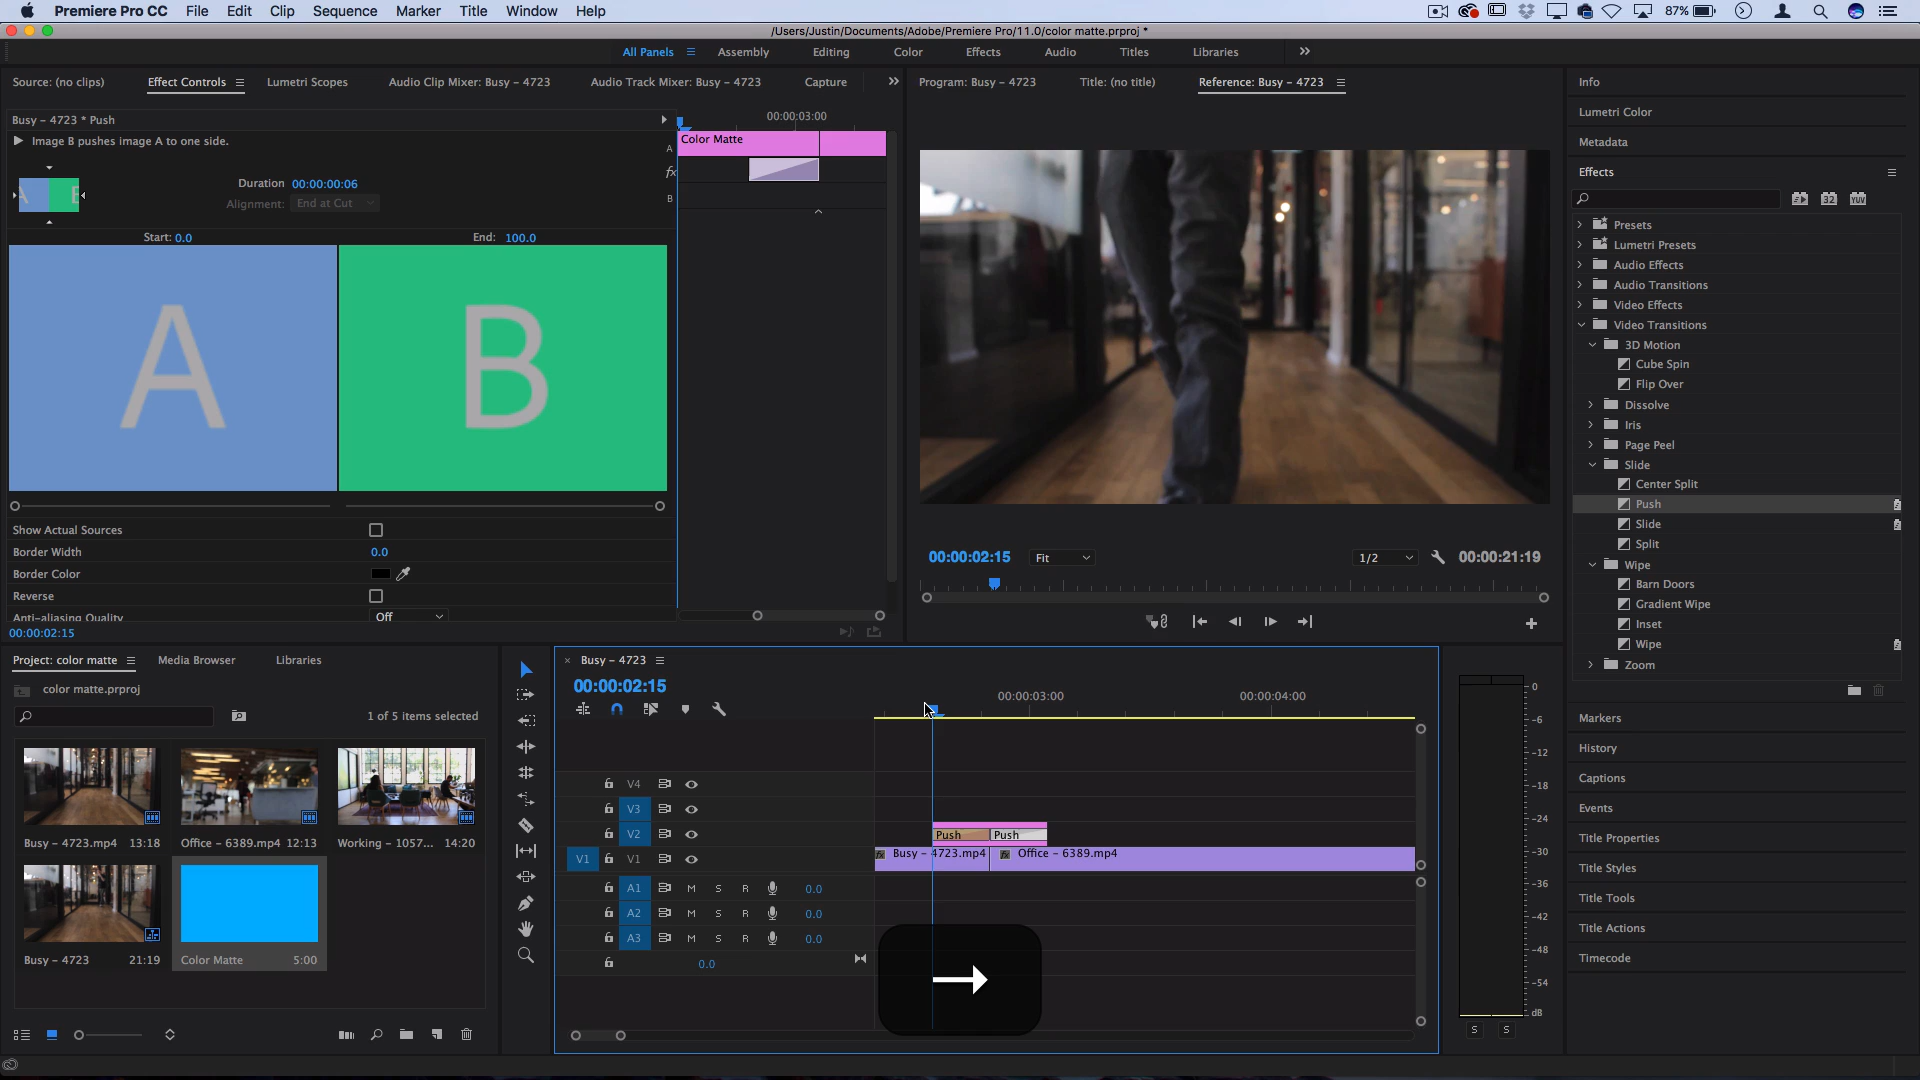 Premiere Pro CC File Edit Clip Sequence Marker Title Window Help 87%
/Users/Justin/Documents/Adobe/Premiere Pro/11.0/color matte.prproj *
All Panels Assembly Editing Color Effects Audio Titles Libraries
Source: (no clips) Effect Controls Lumetri Scopes Audio Clip Mixer: Busy – 4723 Audio Track Mixer: Busy – 4723 Capture
Program: Busy – 4723 Title: (no title) Reference: Busy – 4723
Busy – 4723 * Push
00:00:03:00
Image B pushes image A to one side.
Color Matte
A
fx
B
Duration 00:00:00:06
Alignment: End at Cut
Start: 0.0 End: 100.0
A B
Show Actual Sources
Border Width 0.0
Border Color
Reverse
Anti-aliasing Quality Off
00:00:02:15
00:00:02:15 Fit 1/2 00:00:21:19
Info
Lumetri Color
Metadata
Effects
32 YUV
Presets
Lumetri Presets
Audio Effects
Audio Transitions
Video Effects
Video Transitions
3D Motion
Cube Spin
Flip Over
Dissolve
Iris
Page Peel
Slide
Center Split
Push
Slide
Split
Wipe
Barn Doors
Gradient Wipe
Inset
Wipe
Zoom
Markers
History
Captions
Events
Title Properties
Title Styles
Title Tools
Title Actions
Timecode
Project: color matte Media Browser Libraries
color matte.prproj
1 of 5 items selected
Busy – 4723.mp4 13:18
Office – 6389.mp4 12:13
Working – 1057... 14:20
Busy – 4723 21:19
Color Matte 5:00
Busy – 4723
00:00:02:15
00:00:03:00 00:00:04:00
V4
V3
V2 Push Push
V1 V1 Busy – 4723.mp4 Office – 6389.mp4
A1 M S R 0.0
A2 M S R 0.0
A3 M S R 0.0
0.0
0
-6
-12
-18
-24
-30
-36
-42
-48
-54
dB
S S